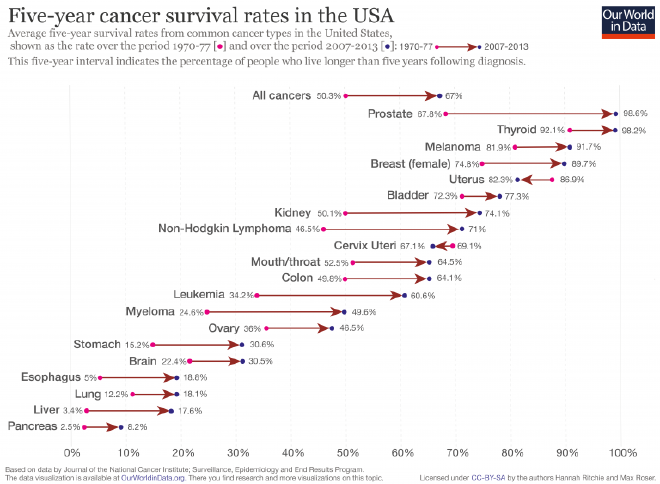 Five-year cancer survival rates in the USA
Our World
in Data
Average five-year survival rates from common cancer types in the United States,
shown as the rate over the period 1970-77 [●] and over the period 2007-2013 [●]: 1970-77 2007-2013
This five-year interval indicates the percentage of people who live longer than five years following diagnosis.
All cancers 50.3% 67%
Prostate 67.8% 98.6%
Thyroid 92.1% 98.2%
Melanoma 81.9% 91.7%
Breast (female) 74.8% 89.7%
Uterus 82.3% 86.9%
Bladder 72.3% 77.3%
Kidney 50.1% 74.1%
Non-Hodgkin Lymphoma 46.5% 71%
Cervix Uteri 67.1% 69.1%
Mouth/throat 52.5% 64.5%
Colon 49.8% 64.1%
Leukemia 34.2% 60.6%
Myeloma 24.6% 49.6%
Ovary 36% 46.5%
Stomach 15.2% 30.6%
Brain 22.4% 30.5%
Esophagus 5% 18.8%
Lung 12.2% 18.1%
Liver 3.4% 17.6%
Pancreas 2.5% 8.2%
0% 10% 20% 30% 40% 50% 60% 70% 80% 90% 100%
Based on data by Journal of the National Cancer Institute; Surveillance, Epidemiology and End Results Program.
The data visualization is available at OurWorldinData.org. There you find research and more visualizations on this topic.
Licensed under CC-BY-SA by the authors Hannah Ritchie and Max Roser.